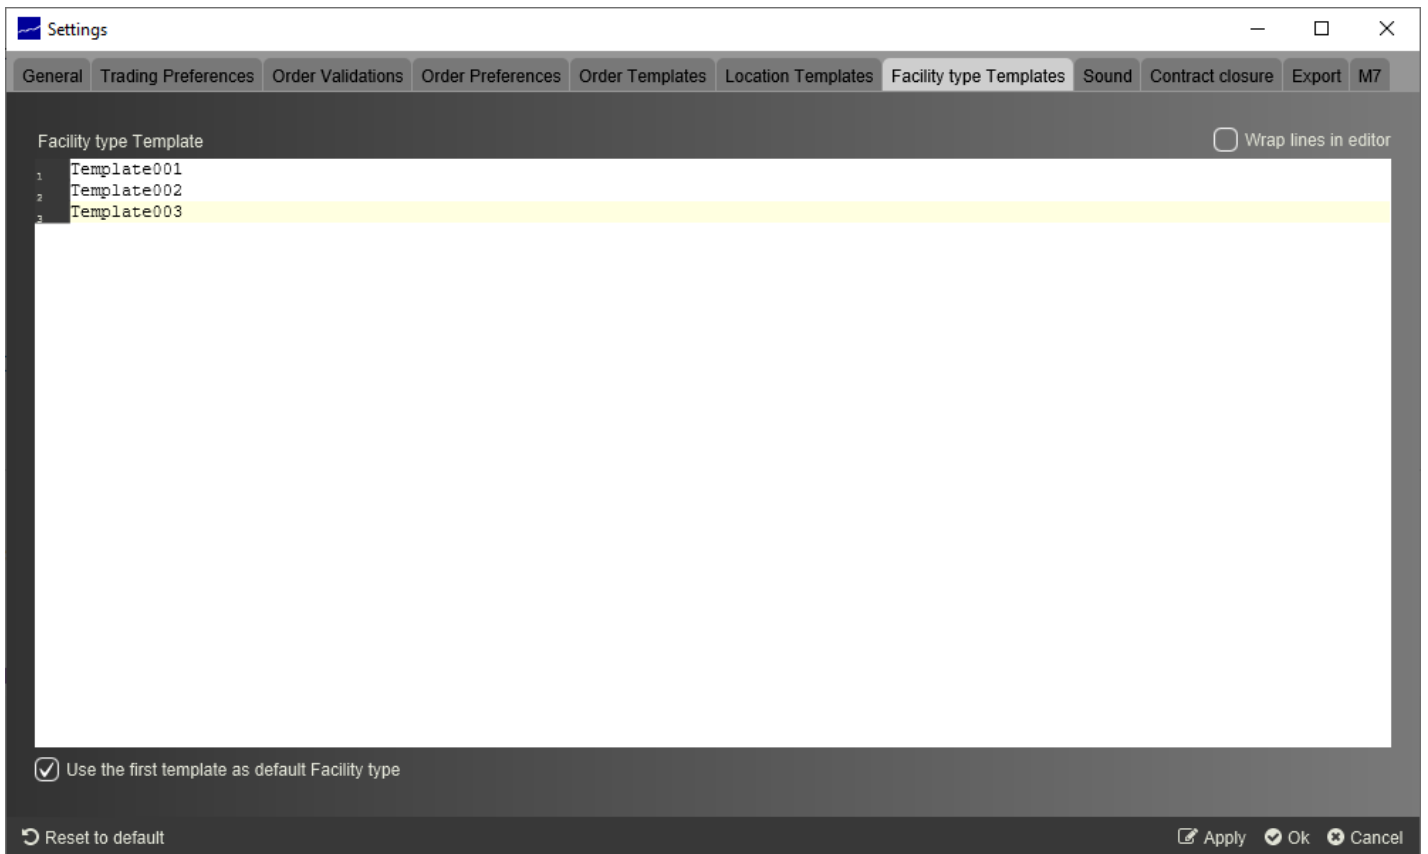 Settings
General Trading Preferences Order Validations Order Preferences Order Templates Location Templates Facility type Templates Sound Contract closure Export M7
Facility type Template Wrap lines in editor
1 Template001
2 Template002
3 Template003
Use the first template as default Facility type
Reset to default Apply Ok Cancel